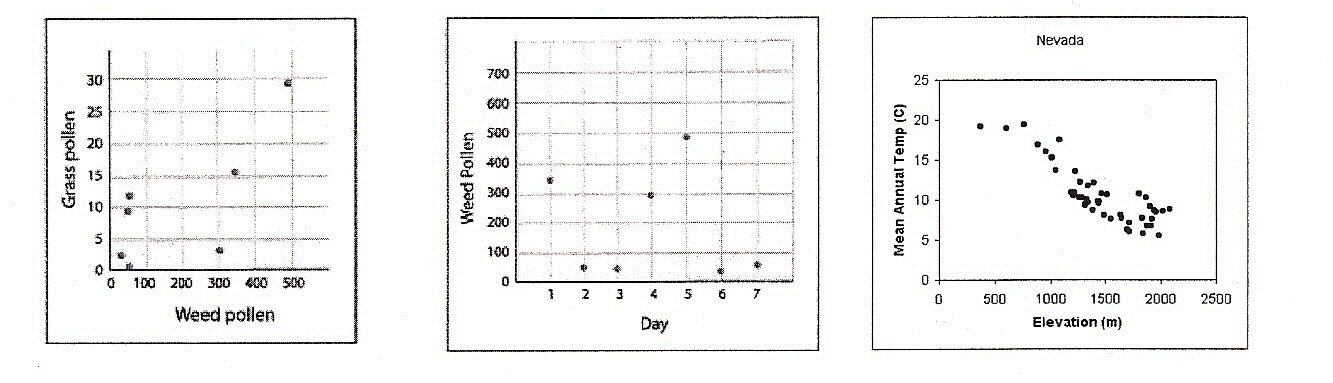 Grass pollen
30
25
20
15
10
5
0
0 100 200 300 400 500
Weed pollen
Weed Pollen
700
600
500
400
300
200
100
0
1 2 3 4 5 6 7
Day
Nevada
Mean Annual Temp (C)
25
20
15
10
5
0
0 500 1000 1500 2000 2500
Elevation (m)